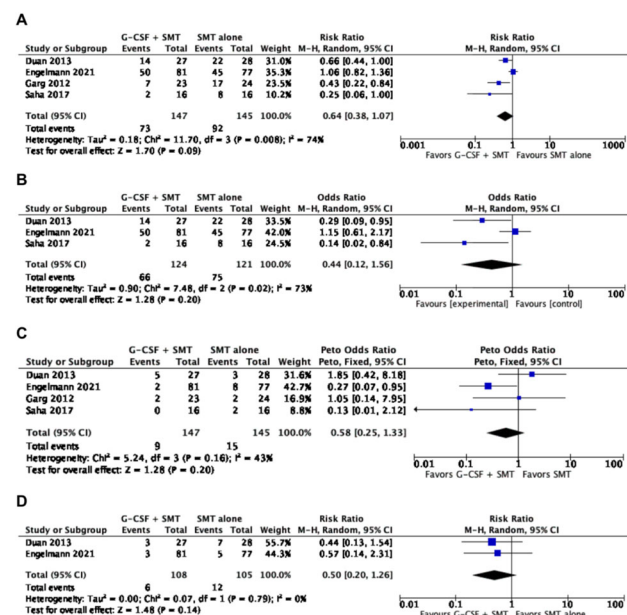 A
G-CSF + SMT SMT alone Risk Ratio Risk Ratio
Study or Subgroup Events Total Events Total Weight M-H, Random, 95% CI M-H, Random, 95% CI
Duan 2013 14 27 22 28 31.0% 0.66 [0.44, 1.00]
Engelmann 2021 50 81 45 77 35.3% 1.06 [0.82, 1.36]
Garg 2012 7 23 17 24 23.5% 0.43 [0.22, 0.84]
Saha 2017 2 16 8 16 10.2% 0.25 [0.06, 1.00]
Total (95% CI) 147 145 100.0% 0.64 [0.38, 1.07]
Total events 73 92
Heterogeneity: Tau² = 0.18; Chi² = 11.70, df = 3 (P = 0.008); I² = 74%
Test for overall effect: Z = 1.70 (P = 0.09)
0.001 0.1 1 10 1000
Favors G-CSF + SMT Favours SMT alone
B
G-CSF + SMT SMT alone Odds Ratio Odds Ratio
Study or Subgroup Events Total Events Total Weight M-H, Random, 95% CI M-H, Random, 95% CI
Duan 2013 14 27 22 28 33.5% 0.29 [0.09, 0.95]
Engelmann 2021 50 81 45 77 42.0% 1.15 [0.61, 2.17]
Saha 2017 2 16 8 16 24.5% 0.14 [0.02, 0.84]
Total (95% CI) 124 121 100.0% 0.44 [0.12, 1.56]
Total events 66 75
Heterogeneity: Tau² = 0.90; Chi² = 7.48, df = 2 (P = 0.02); I² = 73%
Test for overall effect: Z = 1.28 (P = 0.20)
0.01 0.1 1 10 100
Favours [experimental] Favours [control]
C
G-CSF + SMT SMT alone Peto Odds Ratio Peto Odds Ratio
Study or Subgroup Events Total Events Total Weight Peto, Fixed, 95% CI Peto, Fixed, 95% CI
Duan 2013 5 27 3 28 31.6% 1.85 [0.42, 8.18]
Engelmann 2021 2 81 8 77 42.7% 0.27 [0.07, 0.95]
Garg 2012 2 23 2 24 16.9% 1.05 [0.14, 7.95]
Saha 2017 0 16 2 16 8.8% 0.13 [0.01, 2.12]
Total (95% CI) 147 145 100.0% 0.58 [0.25, 1.33]
Total events 9 15
Heterogeneity: Chi² = 5.24, df = 3 (P = 0.16); I² = 43%
Test for overall effect: Z = 1.28 (P = 0.20)
0.01 0.1 1 10 100
Favors G-CSF + SMT Favors SMT
D
G-CSF + SMT SMT alone Risk Ratio Risk Ratio
Study or Subgroup Events Total Events Total Weight M-H, Random, 95% CI M-H, Random, 95% CI
Duan 2013 3 27 7 28 55.7% 0.44 [0.13, 1.54]
Engelmann 2021 3 81 5 77 44.3% 0.57 [0.14, 2.31]
Total (95% CI) 108 105 100.0% 0.50 [0.20, 1.26]
Total events 6 12
Heterogeneity: Tau² = 0.00; Chi² = 0.07, df = 1 (P = 0.79); I² = 0%
Test for overall effect: Z = 1.48 (P = 0.14)
0.01 0.1 1 10 100
Favours G-CSF + SMT Favours SMT alone